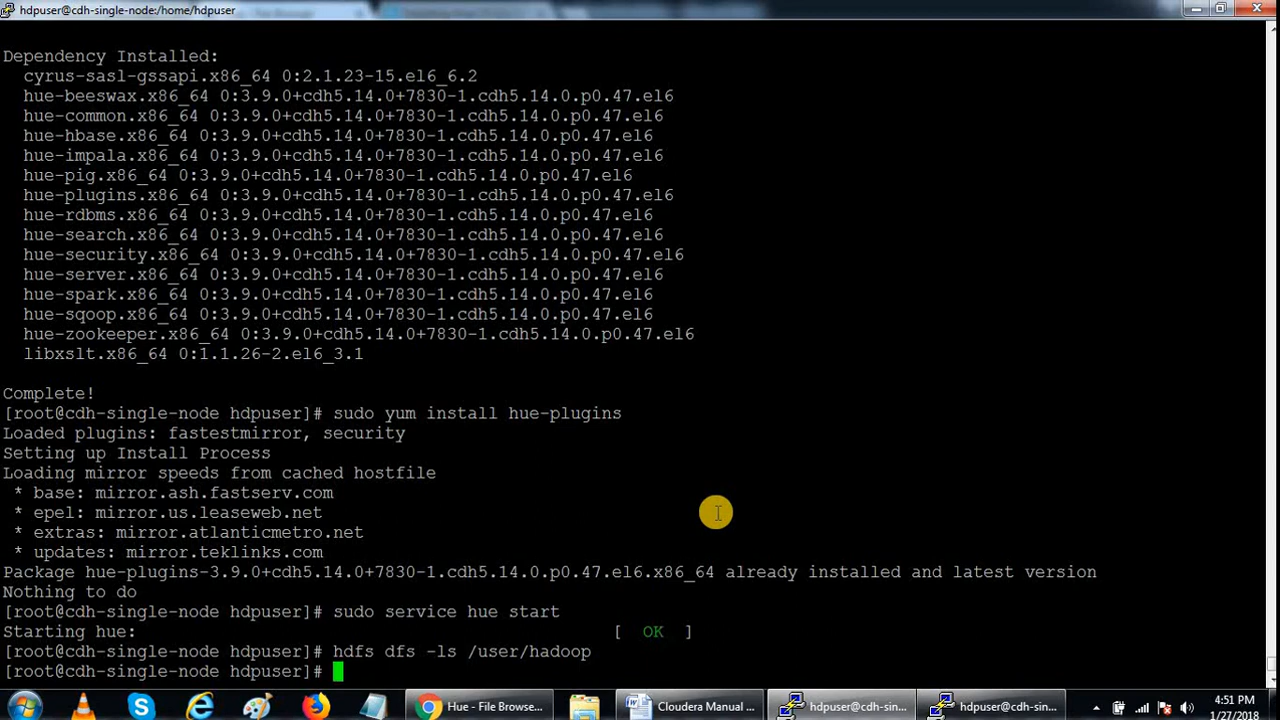 hdpuser@cdh-single-node:/home/hdpuser
Dependency Installed:
cyrus-sasl-gssapi.x86_64 0:2.1.23-15.el6_6.2
hue-beeswax.x86_64 0:3.9.0+cdh5.14.0+7830-1.cdh5.14.0.p0.47.el6
hue-common.x86_64 0:3.9.0+cdh5.14.0+7830-1.cdh5.14.0.p0.47.el6
hue-hbase.x86_64 0:3.9.0+cdh5.14.0+7830-1.cdh5.14.0.p0.47.el6
hue-impala.x86_64 0:3.9.0+cdh5.14.0+7830-1.cdh5.14.0.p0.47.el6
hue-pig.x86_64 0:3.9.0+cdh5.14.0+7830-1.cdh5.14.0.p0.47.el6
hue-plugins.x86_64 0:3.9.0+cdh5.14.0+7830-1.cdh5.14.0.p0.47.el6
hue-rdbms.x86_64 0:3.9.0+cdh5.14.0+7830-1.cdh5.14.0.p0.47.el6
hue-search.x86_64 0:3.9.0+cdh5.14.0+7830-1.cdh5.14.0.p0.47.el6
hue-security.x86_64 0:3.9.0+cdh5.14.0+7830-1.cdh5.14.0.p0.47.el6
hue-server.x86_64 0:3.9.0+cdh5.14.0+7830-1.cdh5.14.0.p0.47.el6
hue-spark.x86_64 0:3.9.0+cdh5.14.0+7830-1.cdh5.14.0.p0.47.el6
hue-sqoop.x86_64 0:3.9.0+cdh5.14.0+7830-1.cdh5.14.0.p0.47.el6
hue-zookeeper.x86_64 0:3.9.0+cdh5.14.0+7830-1.cdh5.14.0.p0.47.el6
libxslt.x86_64 0:1.1.26-2.el6_3.1
Complete!
[root@cdh-single-node hdpuser]# sudo yum install hue-plugins
Loaded plugins: fastestmirror, security
Setting up Install Process
Loading mirror speeds from cached hostfile
* base: mirror.ash.fastserv.com
* epel: mirror.us.leaseweb.net
* extras: mirror.atlanticmetro.net
* updates: mirror.teklinks.com
Package hue-plugins-3.9.0+cdh5.14.0+7830-1.cdh5.14.0.p0.47.el6.x86_64 already installed and latest version
Nothing to do
[root@cdh-single-node hdpuser]# sudo service hue start
Starting hue: [ OK ]
[root@cdh-single-node hdpuser]# hdfs dfs -ls /user/hadoop
[root@cdh-single-node hdpuser]#
Hue - File Browse... Cloudera Manual ... hdpuser@cdh-sin... hdpuser@cdh-sin... 4:51 PM
1/27/2018